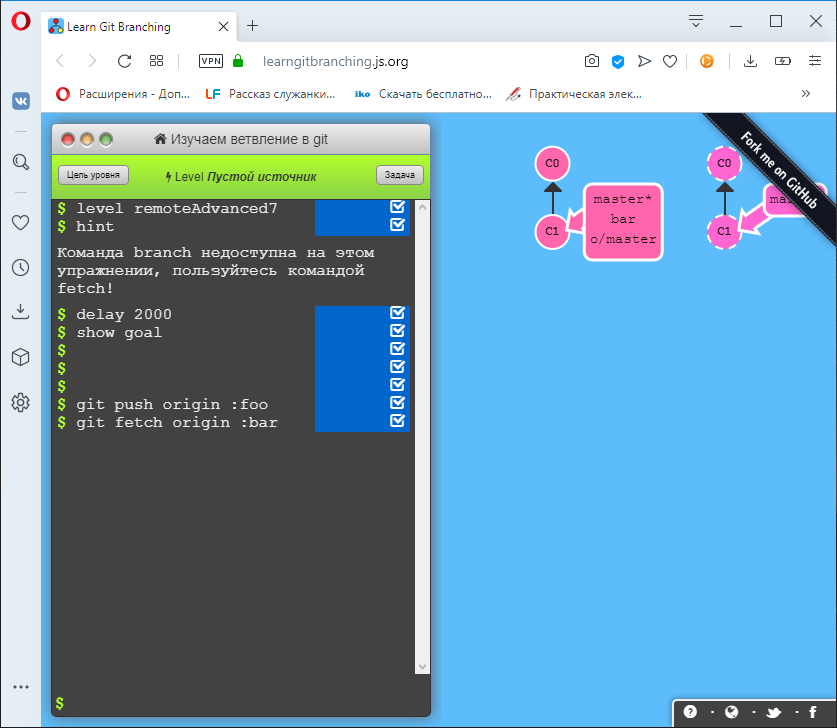 Learn Git Branching
VPN
learngitbranching.js.org
Расширения - Доп...
LF
Рассказ служанки...
iko
Скачать бесплатно...
Практическая элек...
Изучаем ветвление в git
Цель уровня
Level Пустой источник
Задача
$ level remoteAdvanced7
$ hint
Команда branch недоступна на этом
упражнении, пользуйтесь командой
fetch!
$ delay 2000
$ show goal
$
$
$
$ git push origin :foo
$ git fetch origin :bar
$
C0
C1
master*
bar
o/master
C0
C1
Fork me on GitHub